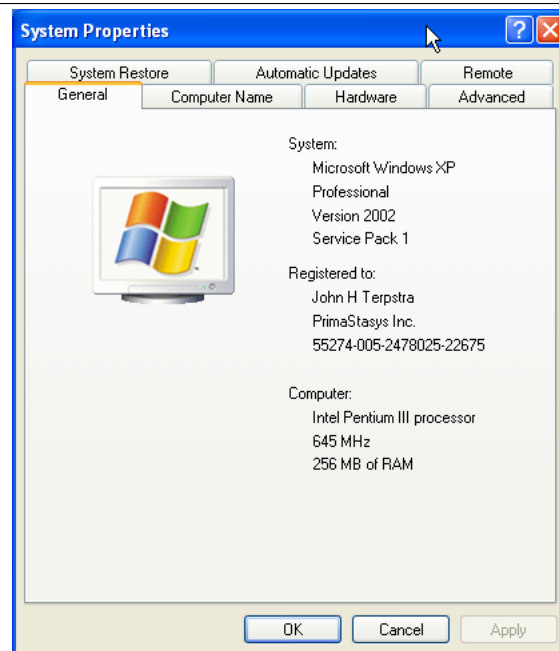 System Properties
System Restore Automatic Updates Remote
General Computer Name Hardware Advanced
System:
Microsoft Windows XP
Professional
Version 2002
Service Pack 1
Registered to:
John H Terpstra
PrimaStasys Inc.
55274-005-2478025-22675
Computer:
Intel Pentium III processor
645 MHz
256 MB of RAM
OK Cancel Apply